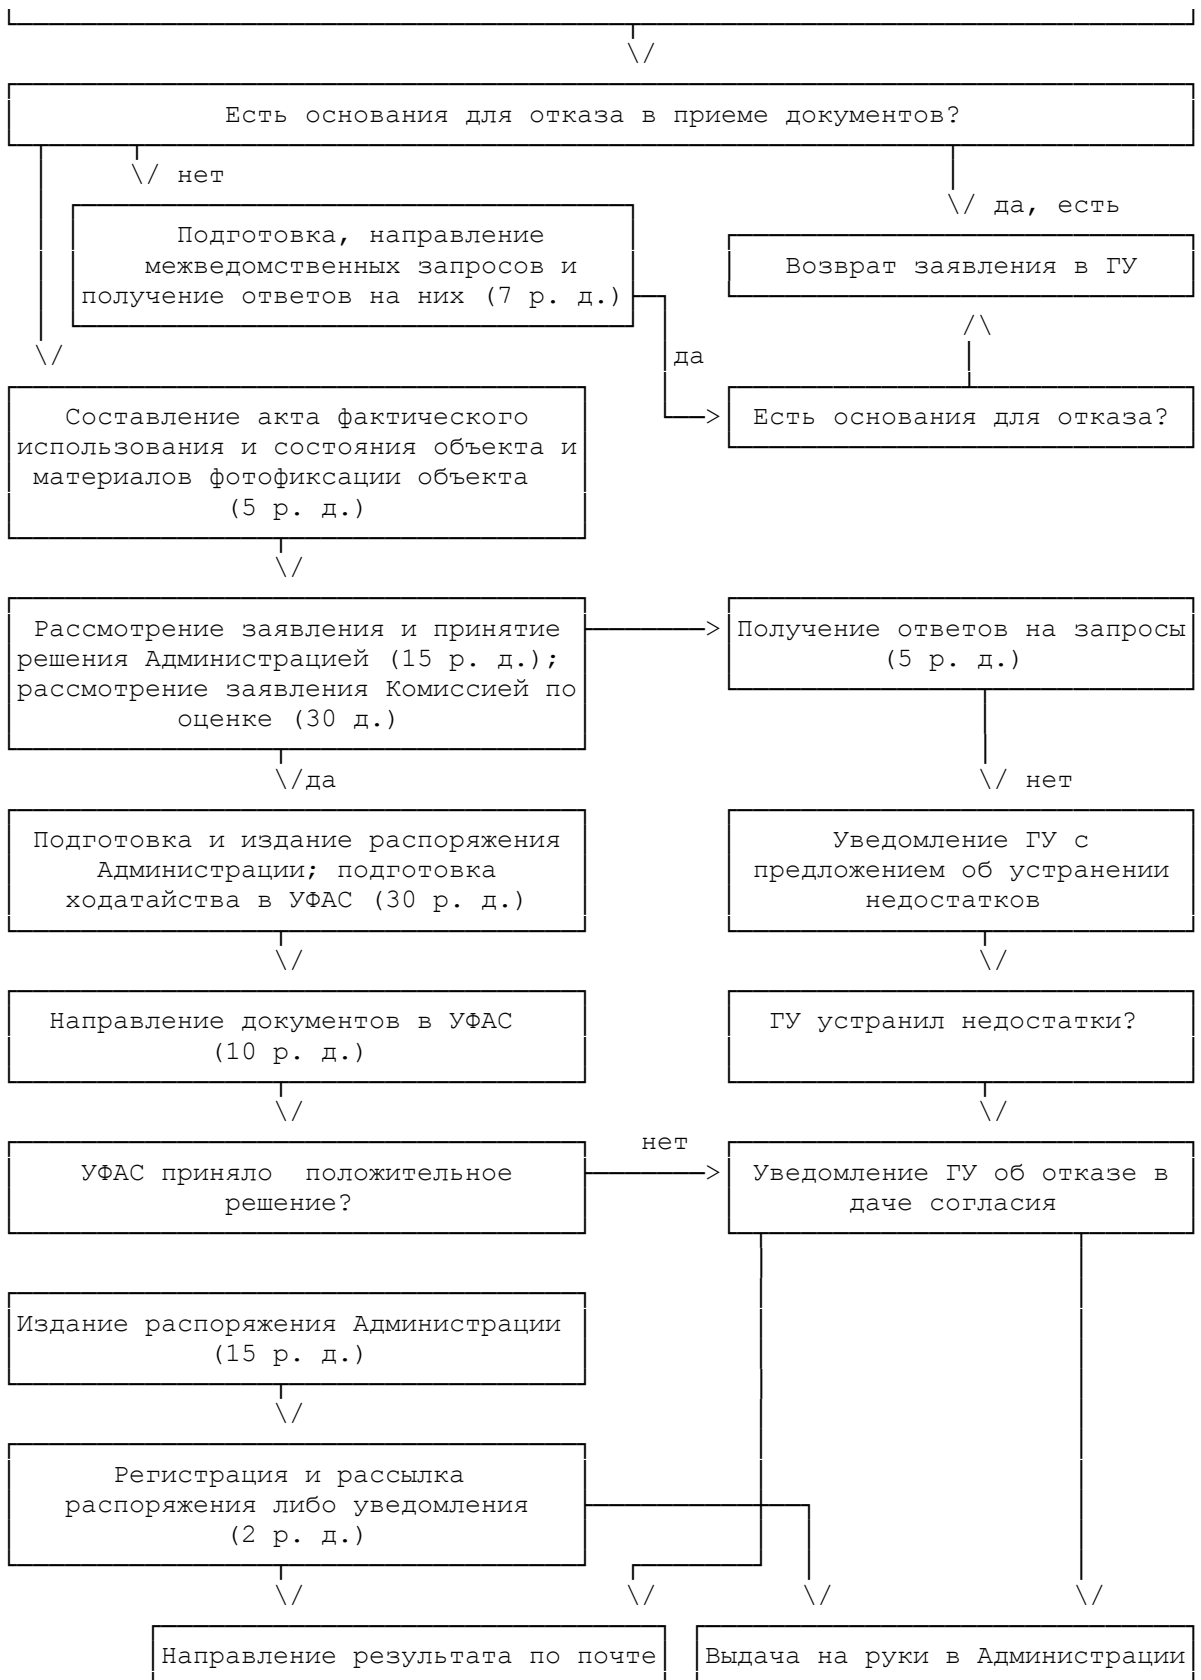 Есть основания для отказа в приеме документов?
\/ нет
\/ да, есть
Подготовка, направление
межведомственных запросов и
получение ответов на них (7 р. д.)
Возврат заявления в ГУ
да
Составление акта фактического
использования и состояния объекта и
материалов фотофиксации объекта
(5 р. д.)
Есть основания для отказа?
Рассмотрение заявления и принятие
решения Администрацией (15 р. д.);
рассмотрение заявления Комиссией по
оценке (30 д.)
Получение ответов на запросы
(5 р. д.)
\/да
\/ нет
Подготовка и издание распоряжения
Администрации; подготовка
ходатайства в УФАС (30 р. д.)
Уведомление ГУ с
предложением об устранении
недостатков
Направление документов в УФАС
(10 р. д.)
ГУ устранил недостатки?
УФАС приняло положительное
решение?
нет
Уведомление ГУ об отказе в
даче согласия
Издание распоряжения Администрации
(15 р. д.)
Регистрация и рассылка
распоряжения либо уведомления
(2 р. д.)
Направление результата по почте
Выдача на руки в Администрации